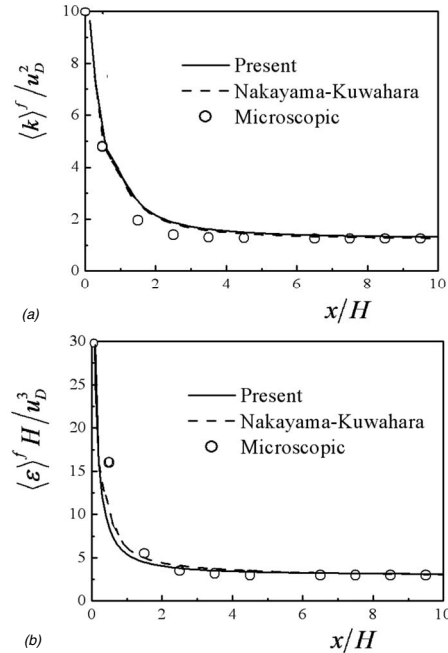 10
8
6
4
2
0
⟨k⟩^f / u_D^2
Present
Nakayama-Kuwahara
Microscopic
0 2 4 6 8 10
x/H
(a)
30
25
20
15
10
5
0
⟨ε⟩^f H / u_D^3
Present
Nakayama-Kuwahara
Microscopic
0 2 4 6 8 10
x/H
(b)